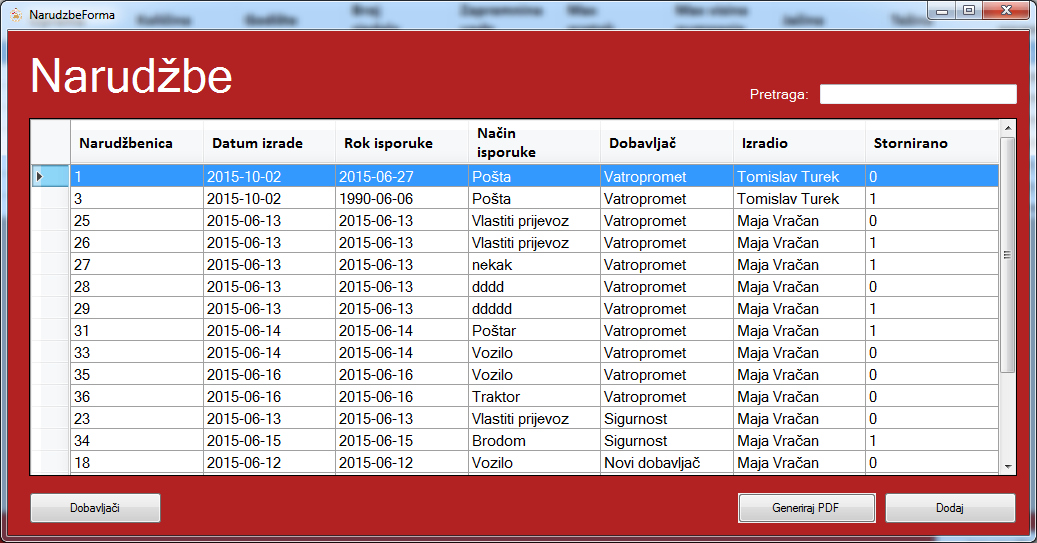 NarudzbeForma
Količina Godište Broj Zapremnina Max Max visina Jačina Težina
Narudžbe
Pretraga:
Narudžbenica Datum izrade Rok isporuke Način isporuke Dobavljač Izradio Stornirano
1 2015-10-02 2015-06-27 Pošta Vatropromet Tomislav Turek 0
3 2015-10-02 1990-06-06 Pošta Vatropromet Tomislav Turek 1
25 2015-06-13 2015-06-13 Vlastiti prijevoz Vatropromet Maja Vračan 0
26 2015-06-13 2015-06-13 Vlastiti prijevoz Vatropromet Maja Vračan 1
27 2015-06-13 2015-06-13 nekak Vatropromet Maja Vračan 1
28 2015-06-13 2015-06-13 dddd Vatropromet Maja Vračan 0
29 2015-06-13 2015-06-13 ddddd Vatropromet Maja Vračan 1
31 2015-06-14 2015-06-14 Poštar Vatropromet Maja Vračan 1
33 2015-06-14 2015-06-14 Vozilo Vatropromet Maja Vračan 0
35 2015-06-16 2015-06-16 Vozilo Vatropromet Maja Vračan 0
36 2015-06-16 2015-06-16 Traktor Vatropromet Maja Vračan 0
23 2015-06-13 2015-06-13 Vlastiti prijevoz Sigurnost Maja Vračan 0
34 2015-06-15 2015-06-15 Brodom Sigurnost Maja Vračan 1
18 2015-06-12 2015-06-12 Vozilo Novi dobavljač Maja Vračan 0
Dobavljači Generiraj PDF Dodaj